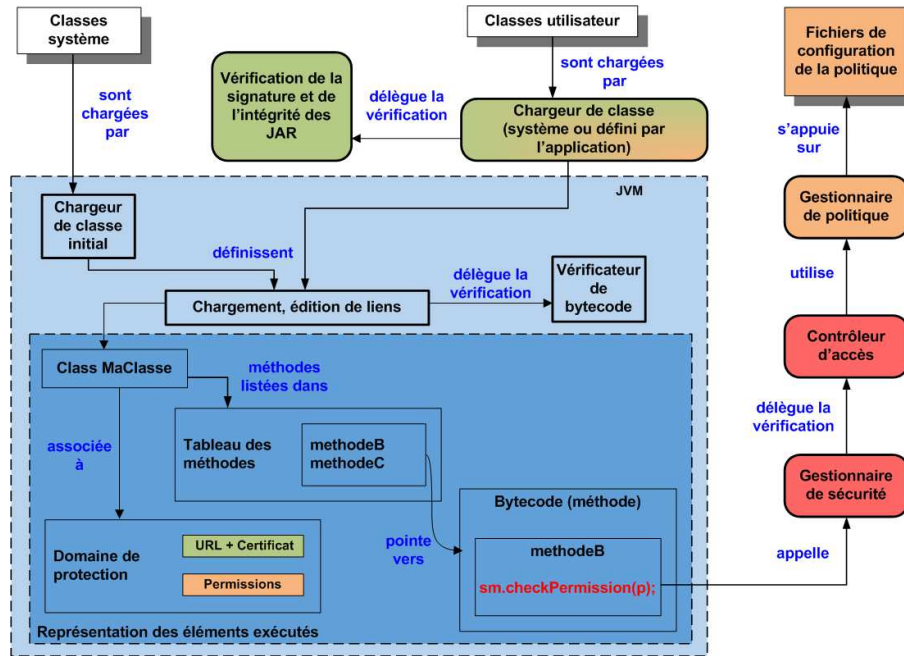 Classes
système
Classes utilisateur
Fichiers de
configuration
de la politique
sont
chargées
par
Vérification de la
signature et de
l'intégrité des
JAR
délègue la
vérification
sont chargées
par
Chargeur de classe
(système ou défini par
l'application)
s'appuie
sur
JVM
Chargeur
de classe
initial
Gestionnaire
de politique
définissent
délègue la
vérification
Vérificateur
de
bytecode
utilise
Chargement, édition de liens
Contrôleur
d'accès
Class MaClasse
méthodes
listées dans
délègue la
vérification
associée
à
Tableau des
méthodes
methodeB
methodeC
Gestionnaire
de sécurité
Bytecode (méthode)
Domaine de
protection
URL + Certificat
Permissions
pointe
vers
methodeB
sm.checkPermission(p);
appelle
Représentation des éléments exécutés